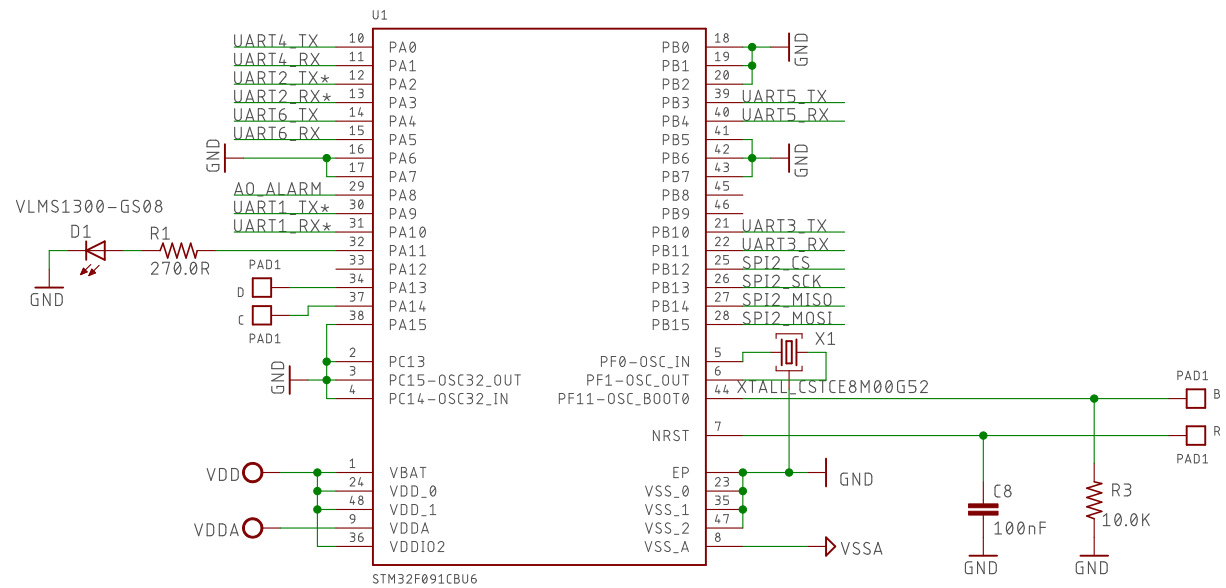 U1
UART4_TX 10 PA0
UART4_RX 11 PA1
UART2_TX* 12 PA2
UART2_RX* 13 PA3
UART6_TX 14 PA4
UART6_RX 15 PA5
GND 16 PA6
17 PA7
AO_ALARM 29 PA8
UART1_TX* 30 PA9
UART1_RX* 31 PA10
VLMS1300-GS08
D1
R1
270.0R
GND
32 PA11
33 PA12
PAD1
D 34 PA13
C 37 PA14
PAD1
38 PA15
2 PC13
GND 3 PC15-OSC32_OUT
4 PC14-OSC32_IN
VDD 1 VBAT
24 VDD_0
48 VDD_1
VDDA 9 VDDA
36 VDDIO2
STM32F091CBU6
PB0 18 GND
PB1 19
PB2 20
PB3 39 UART5_TX
PB4 40 UART5_RX
PB5 41
PB6 42 GND
PB7 43
PB8 45
PB9 46
PB10 21 UART3_TX
PB11 22 UART3_RX
PB12 25 SPI2_CS
PB13 26 SPI2_SCK
PB14 27 SPI2_MISO
PB15 28 SPI2_MOSI
X1
PF0-OSC_IN 5
PF1-OSC_OUT 6
XTALL_CSTCE8M00G52
PF11-OSC_BOOT0 44
PAD1
B
NRST 7
R
PAD1
EP GND
VSS_0 23
VSS_1 35
VSS_2 47
VSS_A 8 VSSA
C8
100nF
GND
R3
10.0K
GND